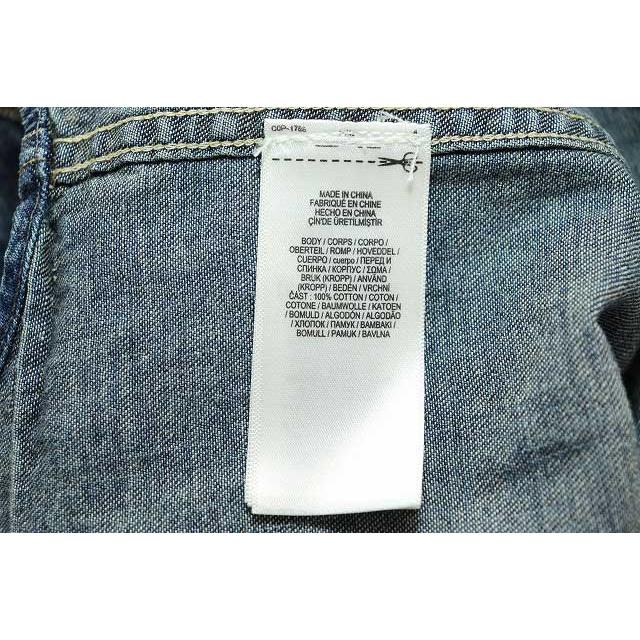 COP-1766
MADE IN CHINA
FABRIQUÉ EN CHINE
HECHO EN CHINA
ÇİN'DE ÜRETİLMİŞTİR
BODY / CORPS / CORPO /
OBERTEIL / ROMP / HOVEDDEL /
CUERPO / cuerpo / ПЕРЕД И
СПИНКА / КОРПУС / ΣΩΜΑ /
BRUK (KROPP) / ANVÄND
(KROPP) / BEDEN / VRCHNÍ
ČÁST : 100% COTTON / COTON /
COTONE / BAUMWOLLE / KATOEN
/ BOMULD / ALGODÓN / ALGODÃO
/ ХЛОПОК / ПАМУК / ΒΑΜΒΑΚΙ /
BOMULL / PAMUK / BAVLNA